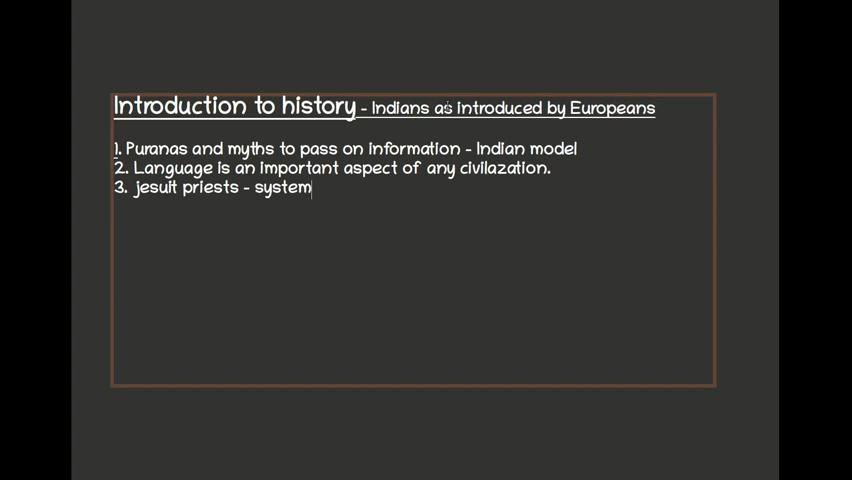 Introduction to history - Indians as introduced by Europeans
1. Puranas and myths to pass on information - Indian model
2. Language is an important aspect of any civilazation.
3. jesuit priests - system